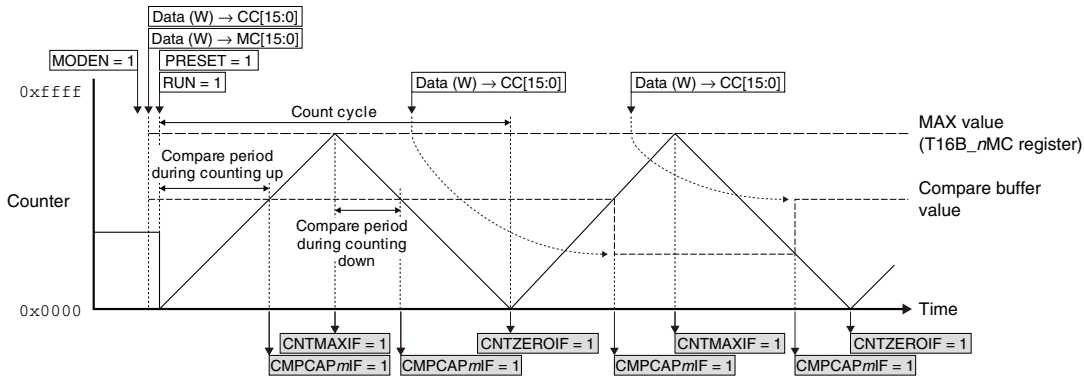 Data (W) → CC[15:0]
Data (W) → MC[15:0]
MODEN = 1
PRESET = 1
RUN = 1
Data (W) → CC[15:0]
Data (W) → CC[15:0]
0xffff
Count cycle
MAX value
(T16B_nMC register)
Compare period
during counting up
Counter
Compare buffer
value
Compare period
during counting
down
0x0000
Time
CNTMAXIF = 1
CNTZEROIF = 1
CNTMAXIF = 1
CNTZEROIF = 1
CMPCAPmIF = 1
CMPCAPmIF = 1
CMPCAPmIF = 1
CMPCAPmIF = 1